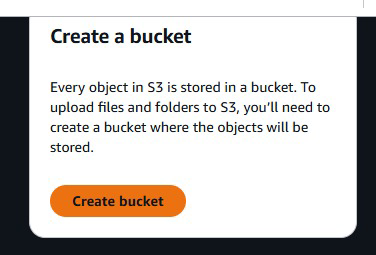 Create a bucket
Every object in S3 is stored in a bucket. To
upload files and folders to S3, you’ll need to
create a bucket where the objects will be
stored.
Create bucket